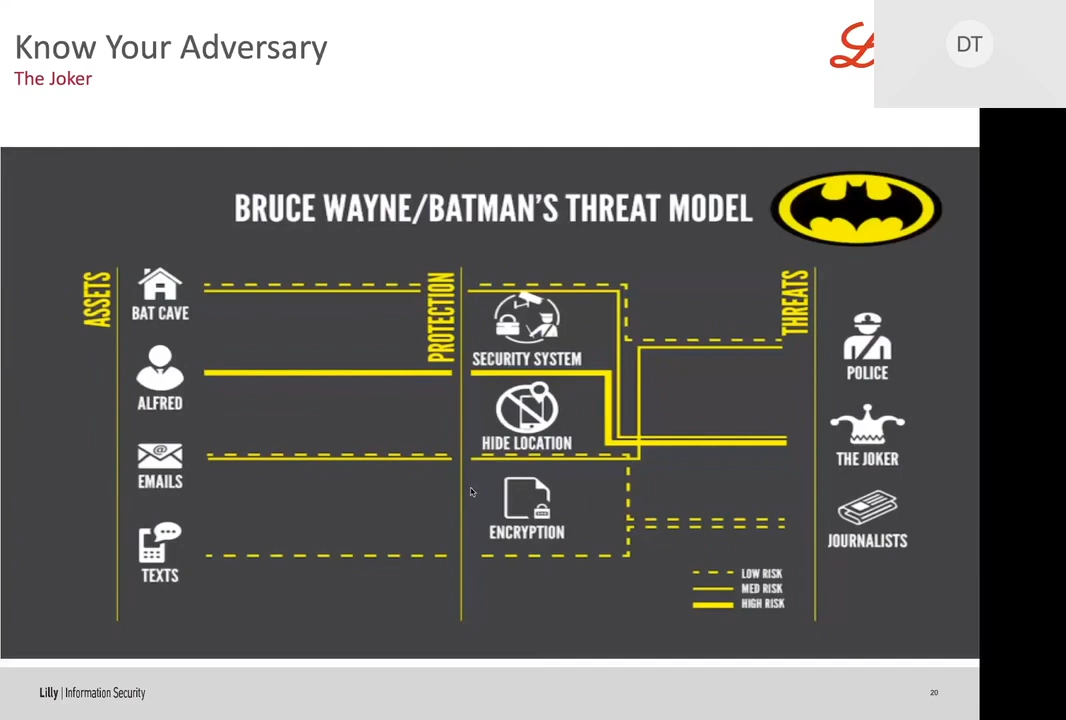 Know Your Adversary
The Joker
DT
BRUCE WAYNE/BATMAN'S THREAT MODEL
ASSETS
BAT CAVE
ALFRED
EMAILS
TEXTS
PROTECTION
SECURITY SYSTEM
HIDE LOCATION
ENCRYPTION
THREATS
POLICE
THE JOKER
JOURNALISTS
LOW RISK
MED RISK
HIGH RISK
Lilly | Information Security
20